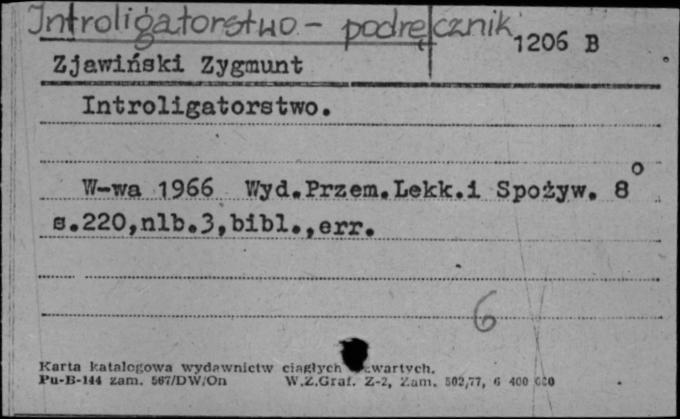 Introligatorstwo - podręcznik
1206 B
Zjawiński Zygmunt
Introligatorstwo.
W-wa 1966 Wyd.Przem.Lekk.i Spożyw. 8°
s.220,nlb.3,bibl.,err.
6
Karta katalogowa wydawnictw ciągłych zwartych.
Pu-B-144 zam. 567/DW/On W.Z.Graf. Z-2, Zam. 502,77, 6 400